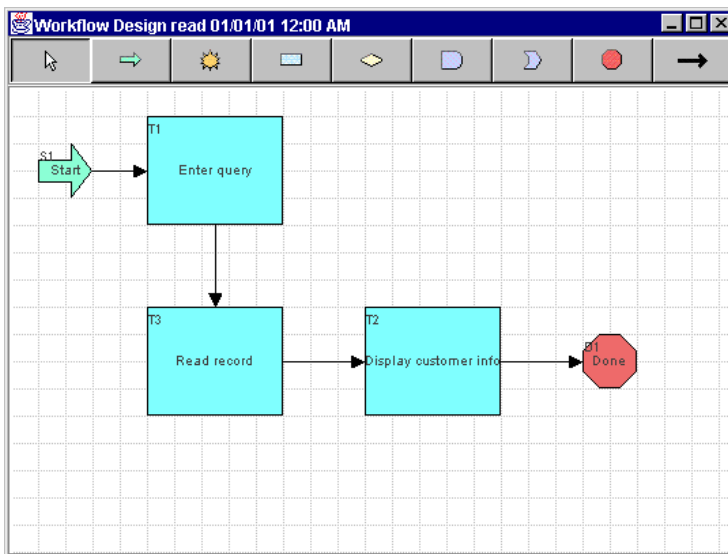 Workflow Design read 01/01/01 12:00 AM
T1
S1
Start
Enter query
T3
T2
Read record
Display customer info
D1
Done